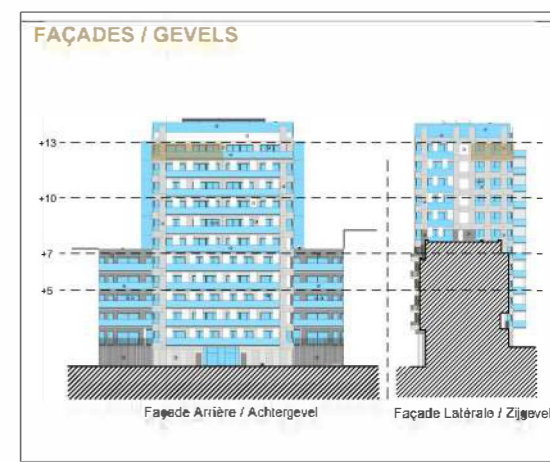 FAÇADES / GEVELS
+13
+10
+7
+5
Façade Arrière / Achtergevel
Façade Latérale / Zijgevel